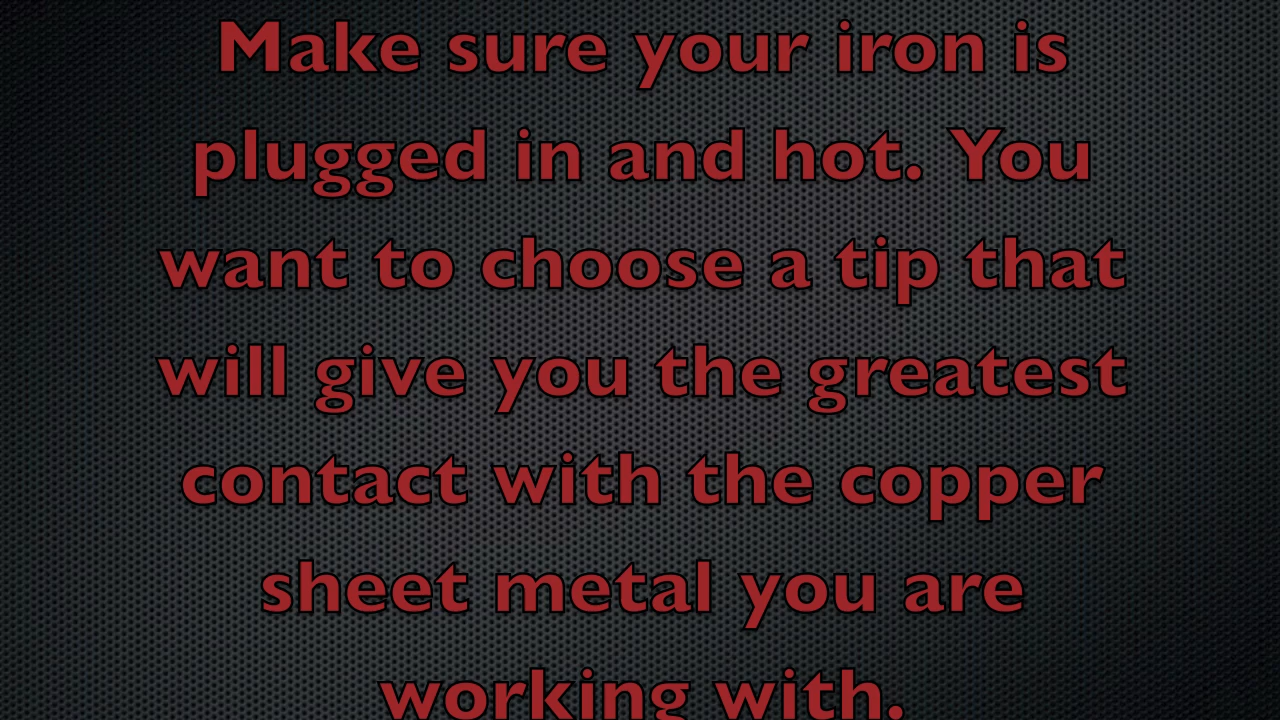 Make sure your iron is
plugged in and hot. You
want to choose a tip that
will give you the greatest
contact with the copper
sheet metal you are
working with.